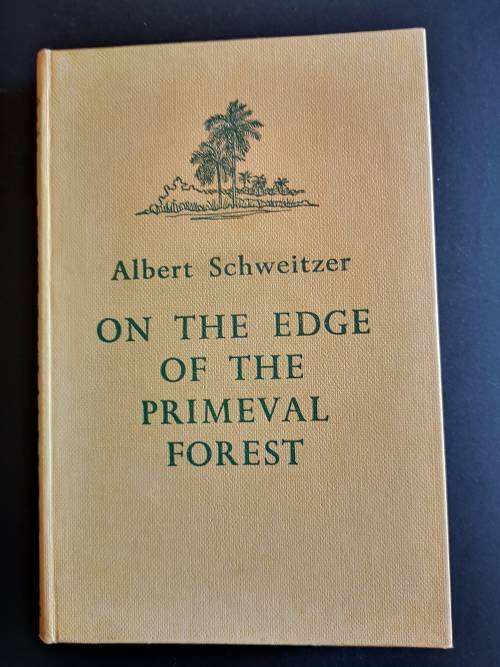 Albert Schweitzer
ON THE EDGE
OF THE
PRIMEVAL
FOREST